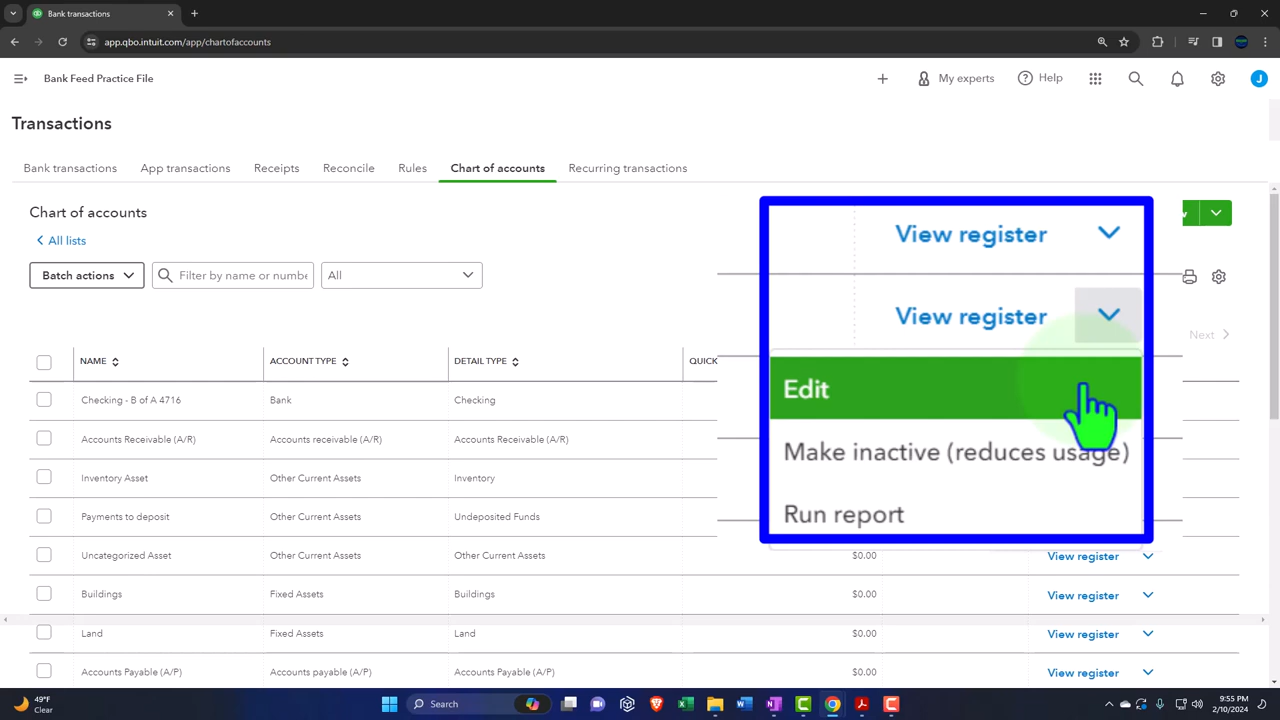 Bank transactions
app.qbo.intuit.com/app/chartofaccounts
Bank Feed Practice File
My experts
Help
J
Transactions
Bank transactions App transactions Receipts Reconcile Rules Chart of accounts Recurring transactions
Chart of accounts
All lists
Batch actions
Filter by name or numbe
All
Next
NAME ACCOUNT TYPE DETAIL TYPE QUICK
Checking - B of A 4716 Bank Checking
Accounts Receivable (A/R) Accounts receivable (A/R) Accounts Receivable (A/R)
Inventory Asset Other Current Assets Inventory
Payments to deposit Other Current Assets Undeposited Funds
Uncategorized Asset Other Current Assets Other Current Assets $0.00 View register
Buildings Fixed Assets Buildings $0.00 View register
Land Fixed Assets Land $0.00 View register
Accounts Payable (A/P) Accounts payable (A/P) Accounts Payable (A/P) $0.00 View register
View register
View register
Edit
Make inactive (reduces usage)
Run report
49°F
Clear
Search
9:55 PM
2/10/2024